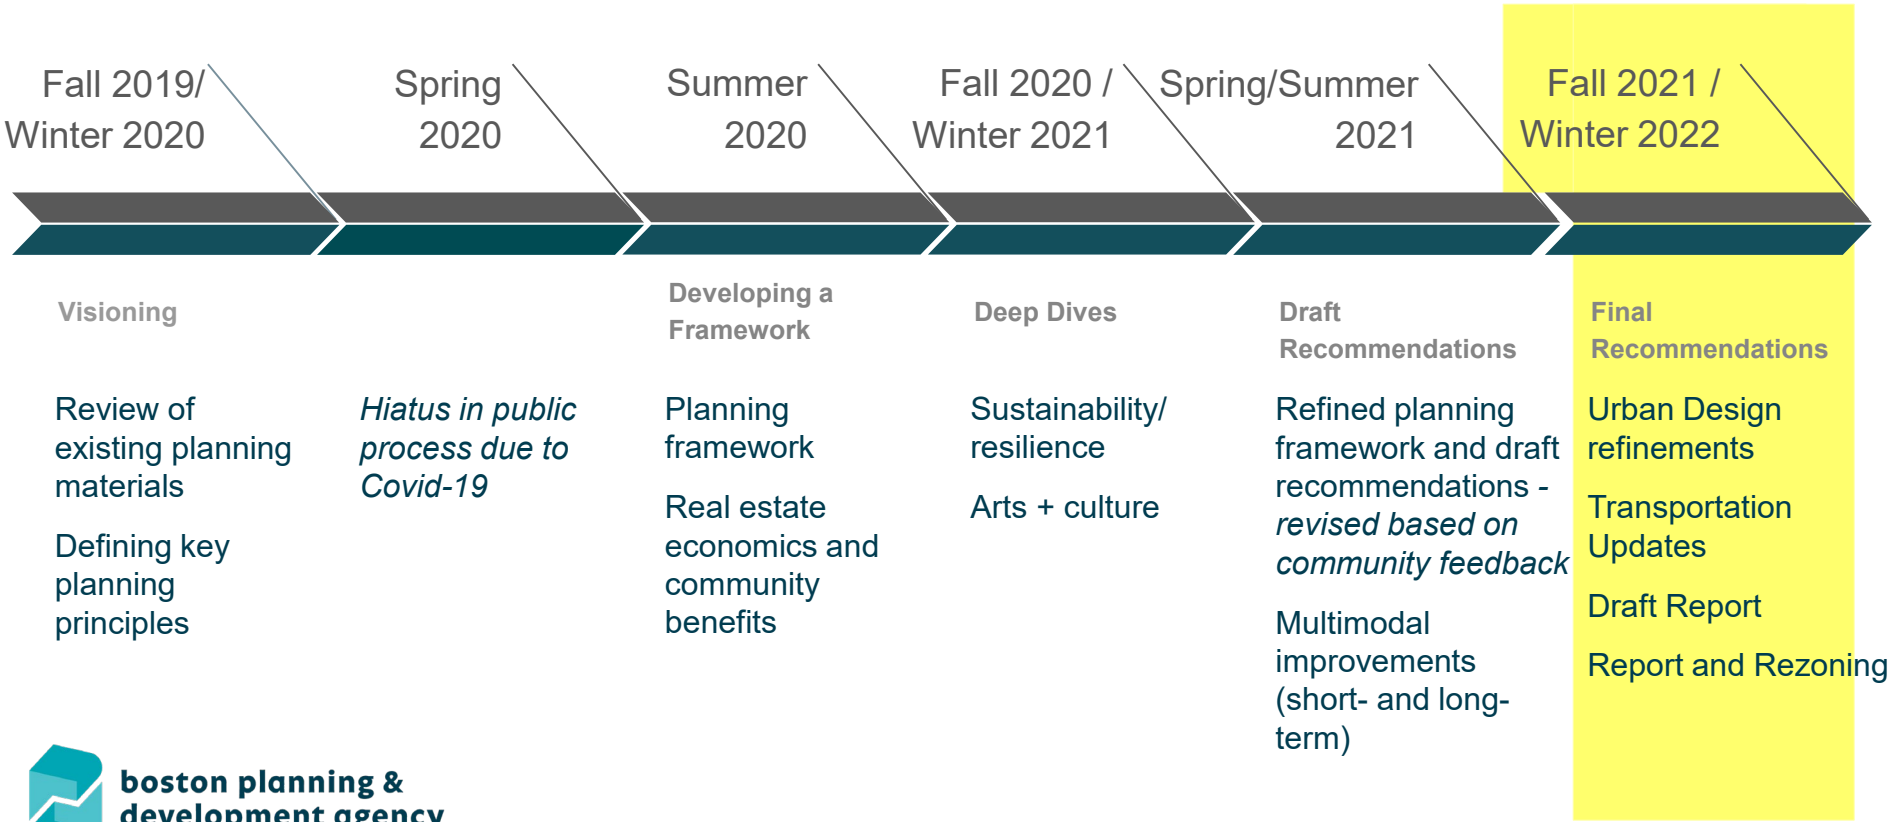 Fall 2019/
Winter 2020
Spring
2020
Summer
2020
Fall 2020 /
Winter 2021
Spring/Summer
2021
Fall 2021 /
Winter 2022
Visioning
Review of
existing planning
materials
Defining key
planning
principles
Hiatus in public
process due to
Covid-19
Developing a
Framework
Planning
framework
Real estate
economics and
community
benefits
Deep Dives
Sustainability/
resilience
Arts + culture
Draft
Recommendations
Refined planning
framework and draft
recommendations -
revised based on
community feedback
Multimodal
improvements
(short- and long-
term)
Final
Recommendations
Urban Design
refinements
Transportation
Updates
Draft Report
Report and Rezoning
boston planning &
development agency